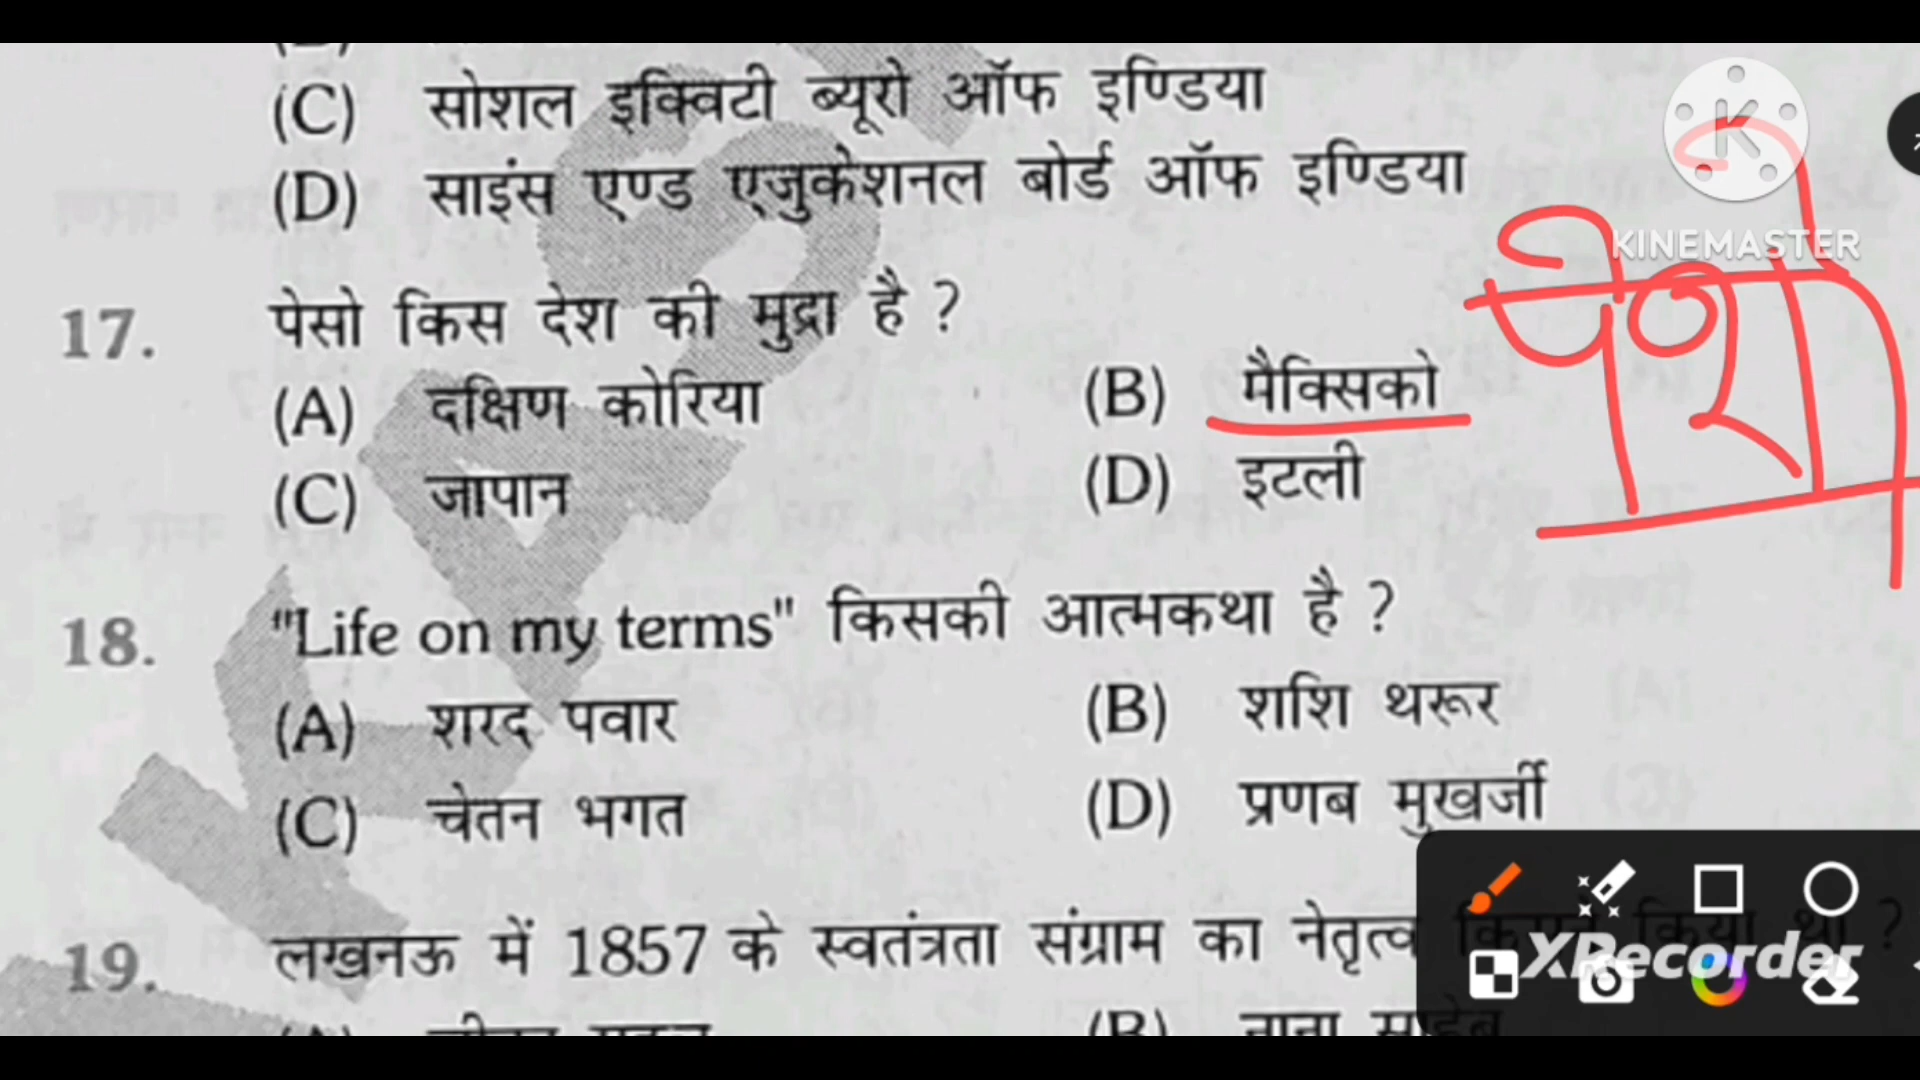 (C) सोशल इक्विटी ब्यूरो ऑफ इण्डिया
(D) साइंस एण्ड एजुकेशनल बोर्ड ऑफ इण्डिया
K
KINEMASTER
17. पेसो किस देश की मुद्रा है ?
(A) दक्षिण कोरिया (B) मैक्सिको
(C) जापान (D) इटली
18. "Life on my terms" किसकी आत्मकथा है ?
(A) शरद पवार (B) शशि थरूर
(C) चेतन भगत (D) प्रणब मुखर्जी
19. लखनऊ में 1857 के स्वतंत्रता संग्राम का नेतृत्व किसने किया था ?
XRecorder
(A) (B) नाना साहेब